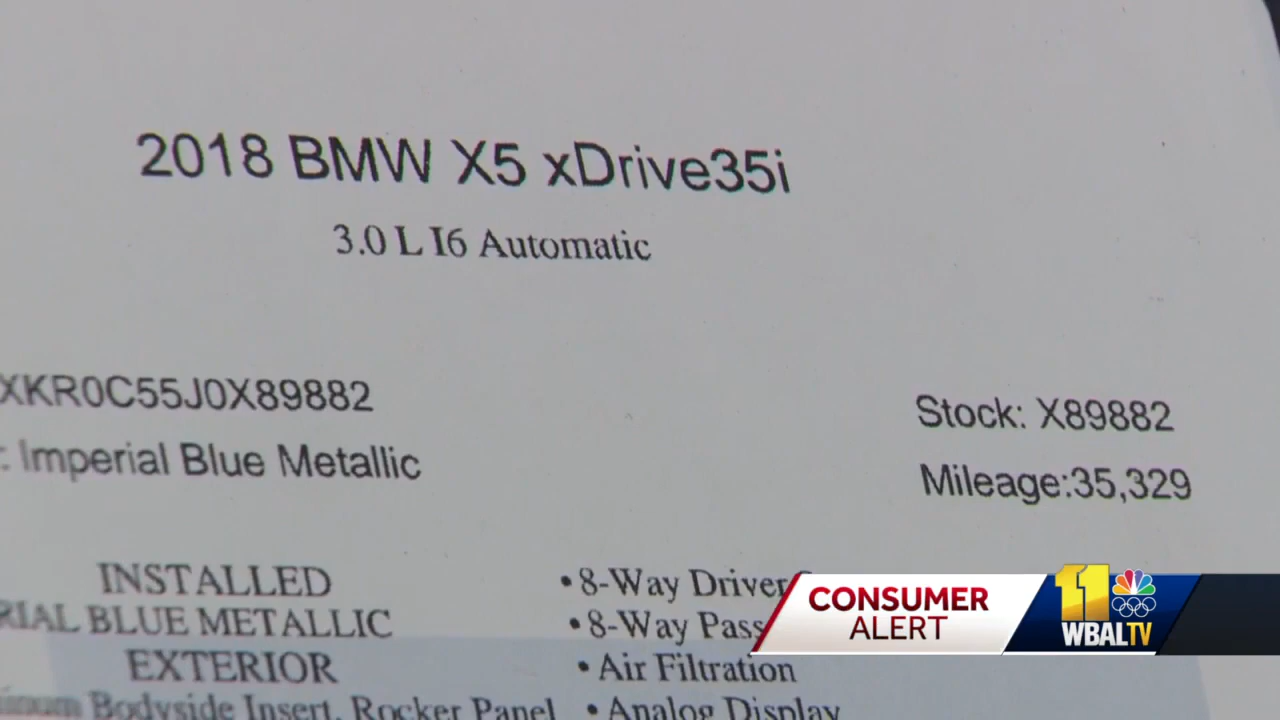 2018 BMW X5 xDrive35i
3.0 L I6 Automatic
XKR0C55J0X89882
Stock: X89882
: Imperial Blue Metallic
Mileage:35,329
INSTALLED
RIAL BLUE METALLIC
EXTERIOR
Bodyside Insert, Rocker Panel
• 8-Way Driver
• 8-Way Pass
• Air Filtration
• Analog Display
CONSUMER
ALERT
11
WBALTV